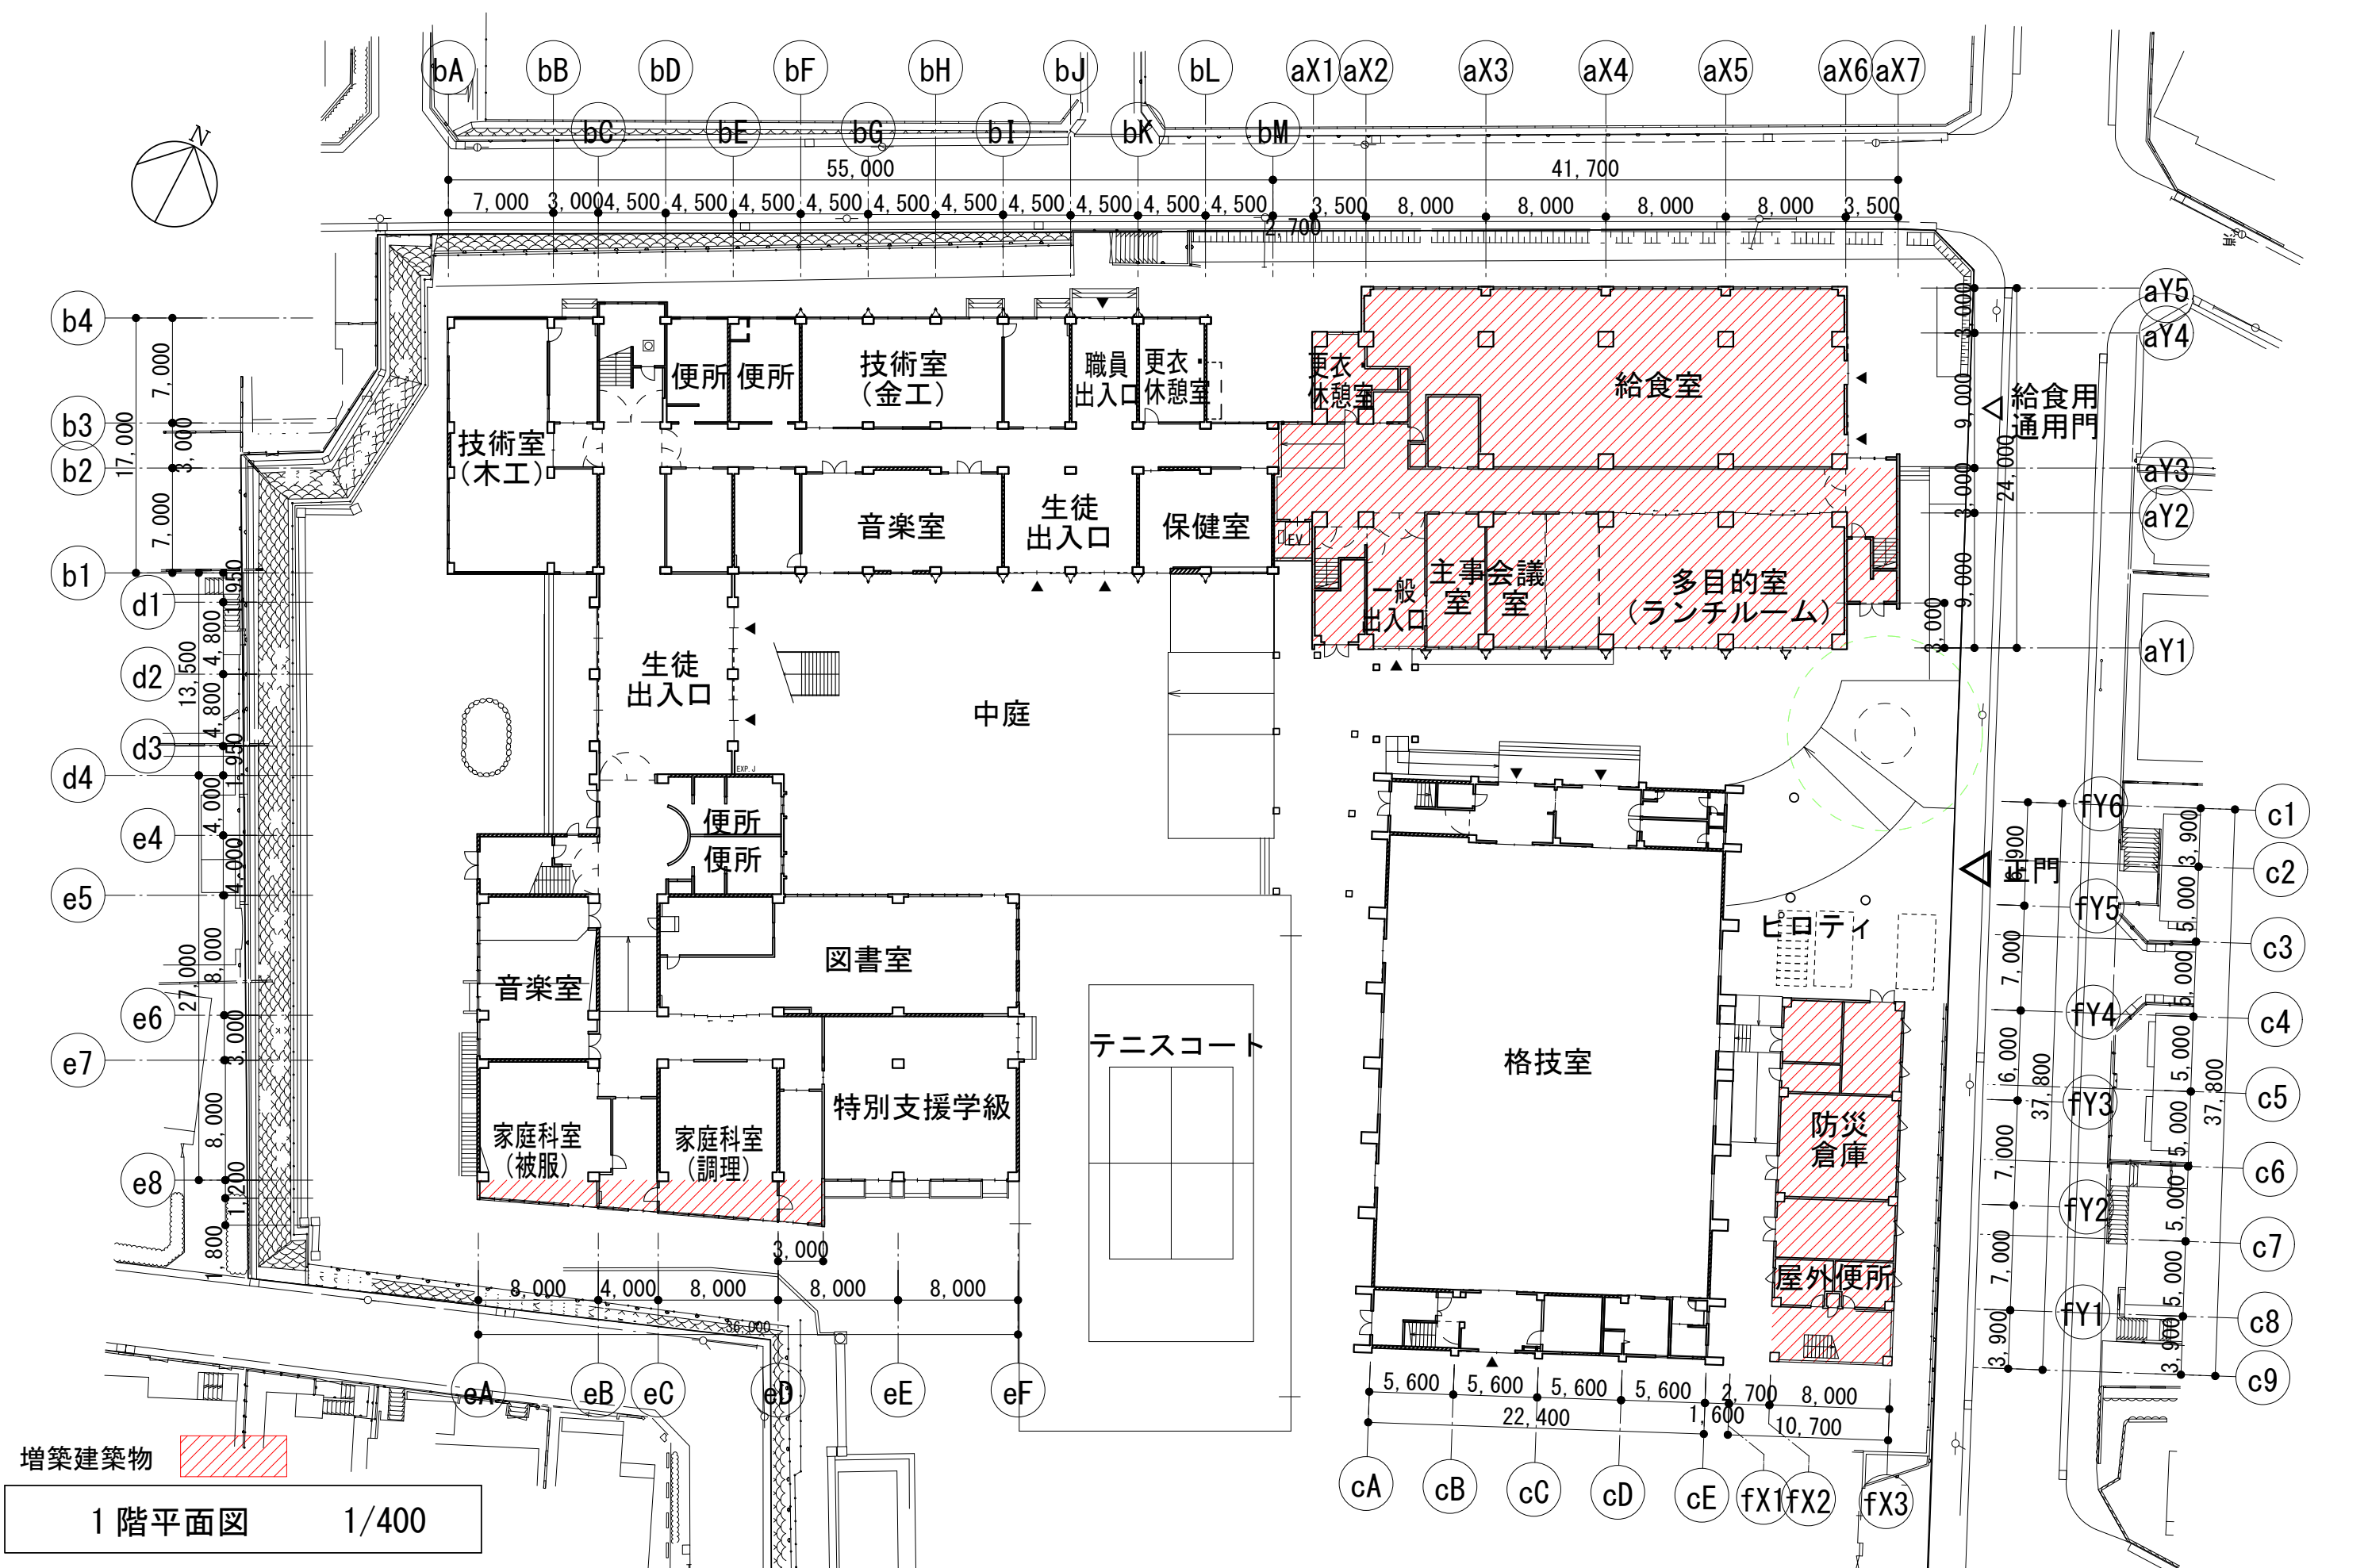 bA
bB
bD
bF
bH
bJ
bL
aX1
aX2
aX3
aX4
aX5
aX6
aX7
bC
bE
bG
bI
bK
bM
N
55,000
41,700
7,000
3,000
4,500
4,500
4,500
4,500
4,500
4,500
4,500
4,500
4,500
4,500
3,500
8,000
8,000
8,000
8,000
3,500
2,700
b4
b3
b2
b1
d1
d2
d3
d4
e4
e5
e6
e7
e8
17,000
7,000
3,000
7,000
1,950
4,800
13,500
4,800
1,950
4,000
4,000
27,000
8,000
3,000
8,000
1,200
1,800
技術室
(木工)
便所
便所
技術室
(金工)
職員
出入口
更衣
休憩室
更衣
休憩室
給食室
給食用
通用門
音楽室
生徒
出入口
保健室
EV
一般
出入口
主事
室
会議
室
多目的室
(ランチルーム)
aY5
aY4
aY3
aY2
aY1
3,000
3,000
9,000
24,000
3,000
9,000
3,000
生徒
出入口
中庭
EXP.J
便所
便所
図書室
音楽室
特別支援学級
家庭科室
(被服)
家庭科室
(調理)
テニスコート
格技室
正門
ピロティ
防災
倉庫
屋外便所
fY6
fY5
fY4
fY3
fY2
fY1
c1
c2
c3
c4
c5
c6
c7
c8
c9
6,900
7,000
6,000
37,800
7,000
7,000
3,900
3,900
5,000
5,000
5,000
5,000
37,800
5,000
5,000
3,900
3,000
8,000
4,000
8,000
8,000
8,000
36,000
eA
eB
eC
eD
eE
eF
5,600
5,600
5,600
5,600
2,700
8,000
22,400
1,600
10,700
cA
cB
cC
cD
cE
fX1
fX2
fX3
増築建築物
1階平面図 1/400